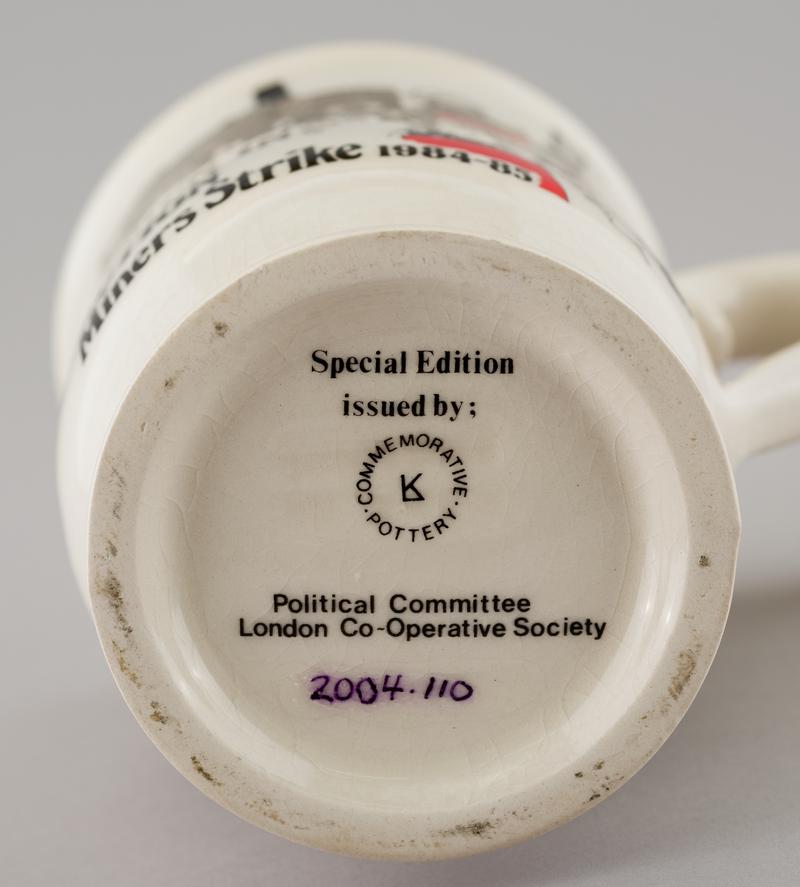 Miners Strike 1984-85
Special Edition
issued by;
COMMEMORATIVE
K
· POTTERY ·
Political Committee
London Co-Operative Society
2004.110